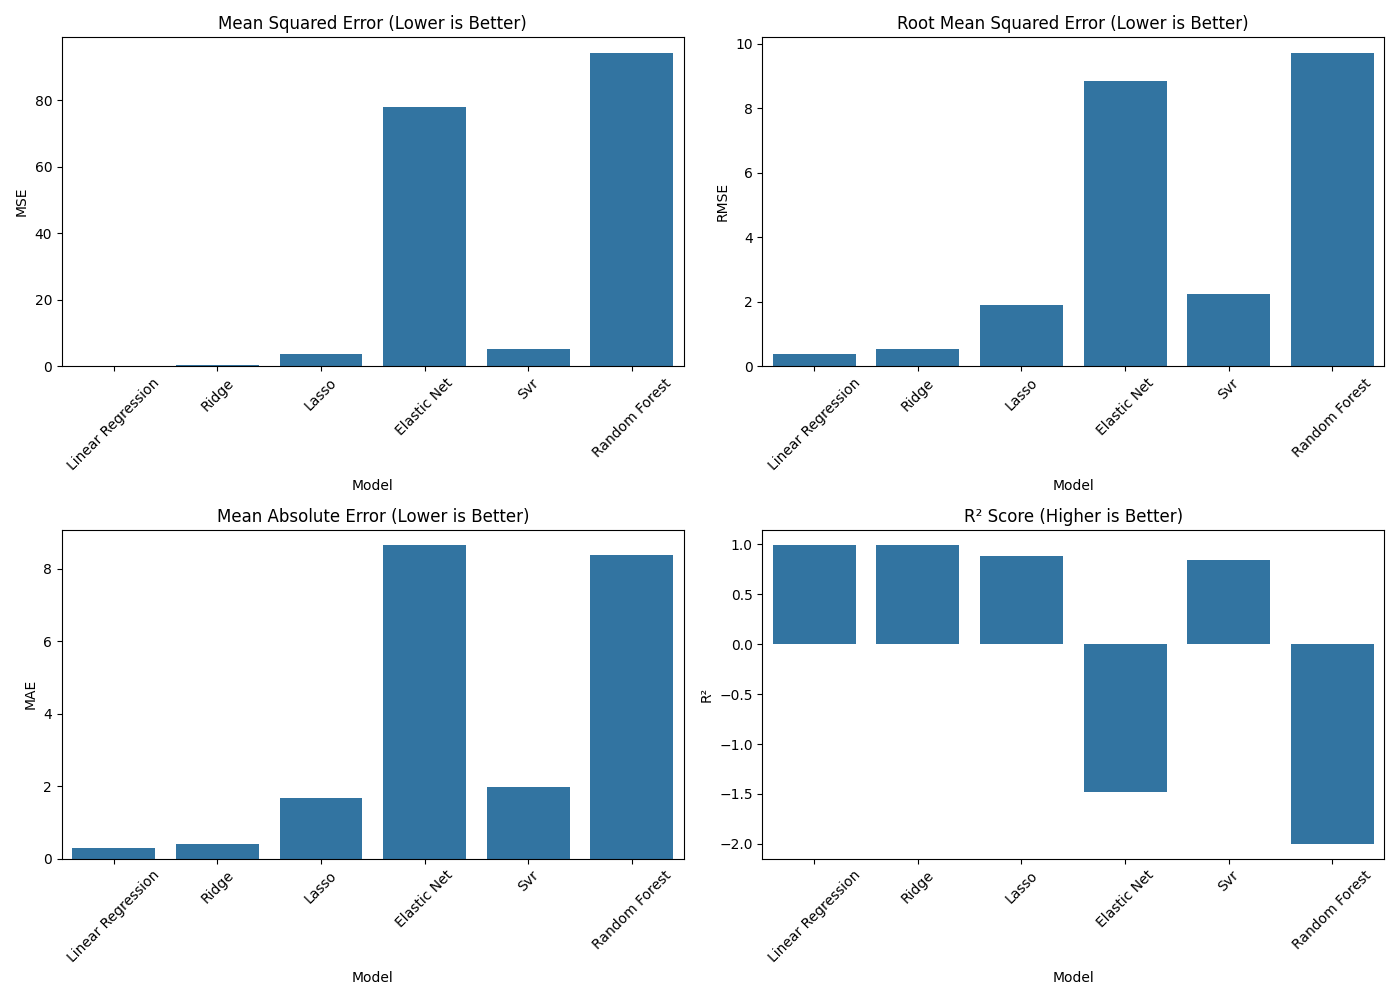 Mean Squared Error (Lower is Better)
MSE
80
60
40
20
0
Linear Regression
Ridge
Lasso
Elastic Net
Svr
Random Forest
Model
Root Mean Squared Error (Lower is Better)
RMSE
10
8
6
4
2
0
Linear Regression
Ridge
Lasso
Elastic Net
Svr
Random Forest
Model
Mean Absolute Error (Lower is Better)
MAE
8
6
4
2
0
Linear Regression
Ridge
Lasso
Elastic Net
Svr
Random Forest
Model
R² Score (Higher is Better)
R²
1.0
0.5
0.0
−0.5
−1.0
−1.5
−2.0
Linear Regression
Ridge
Lasso
Elastic Net
Svr
Random Forest
Model